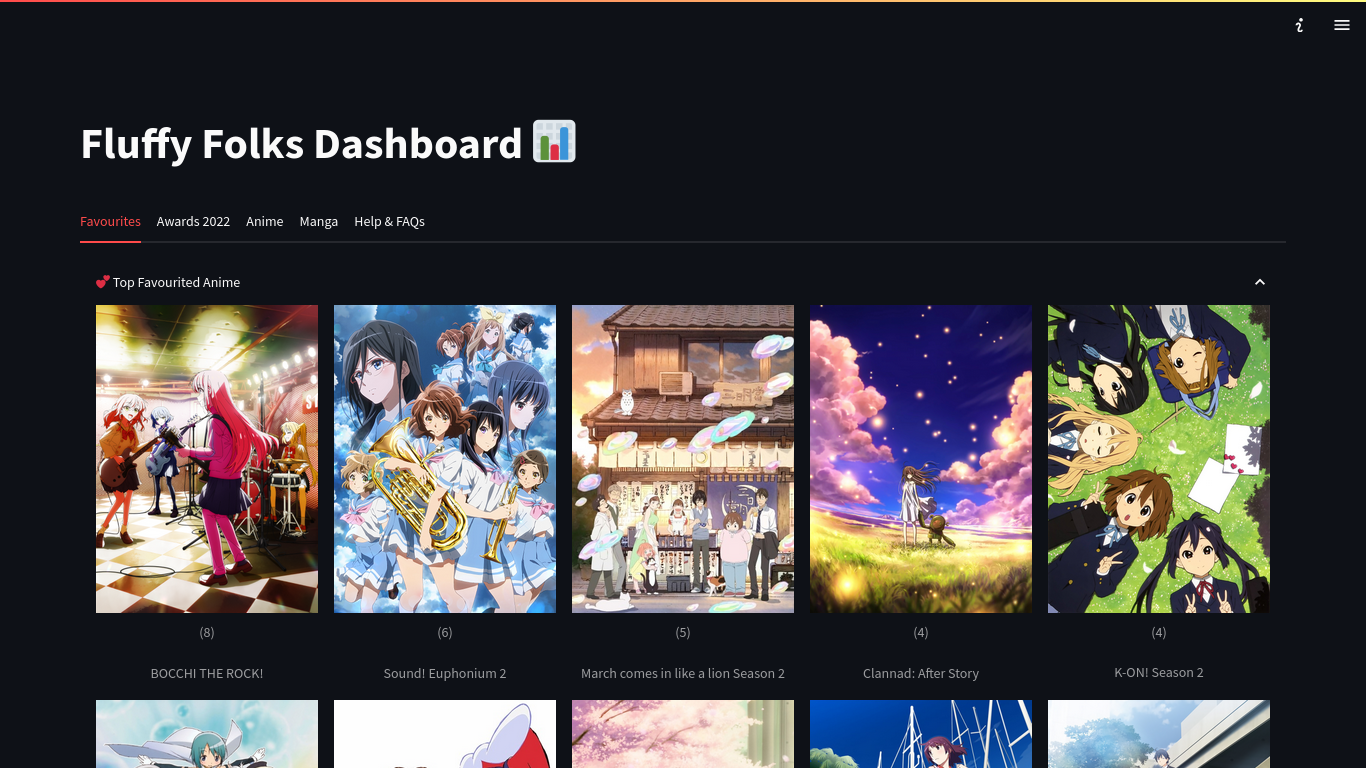 Fluffy Folks Dashboard
Favourites Awards 2022 Anime Manga Help & FAQs
Top Favourited Anime
(8) (6) (5) (4) (4)
BOCCHI THE ROCK! Sound! Euphonium 2 March comes in like a lion Season 2 Clannad: After Story K-ON! Season 2